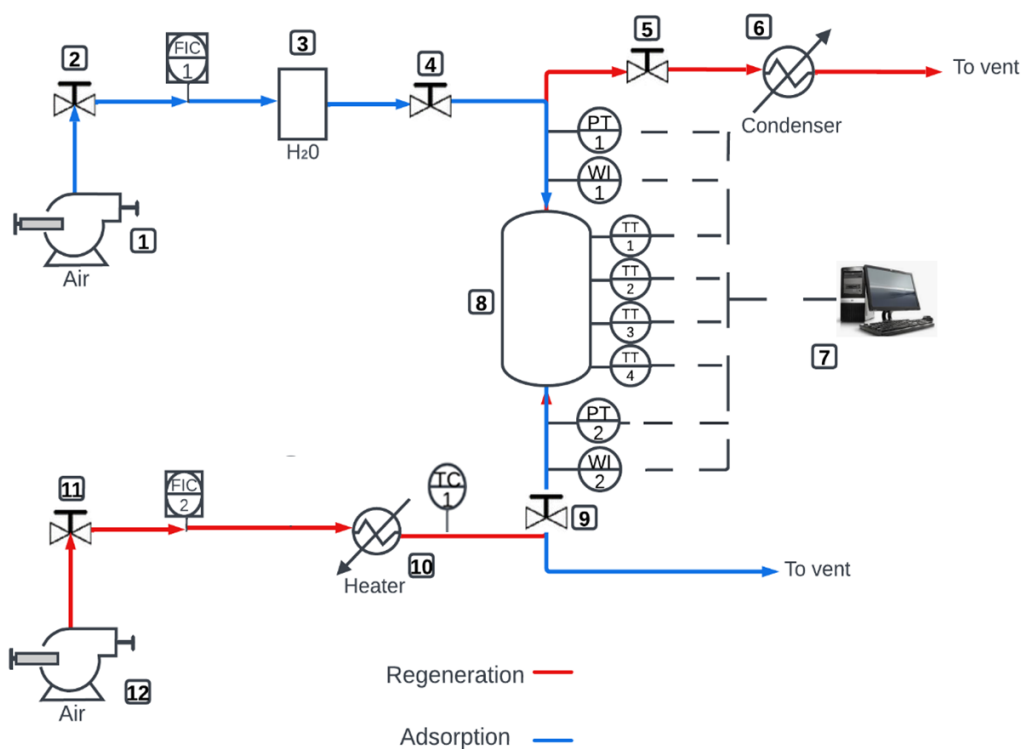 2
FIC
1
3
4
5
6
To vent
H₂0
Condenser
PT
1
WI
1
1
Air
TT
1
TT
2
8
TT
3
7
TT
4
PT
2
WI
2
11
FIC
2
TC
1
9
10
Heater
To vent
12
Air
Regeneration
Adsorption